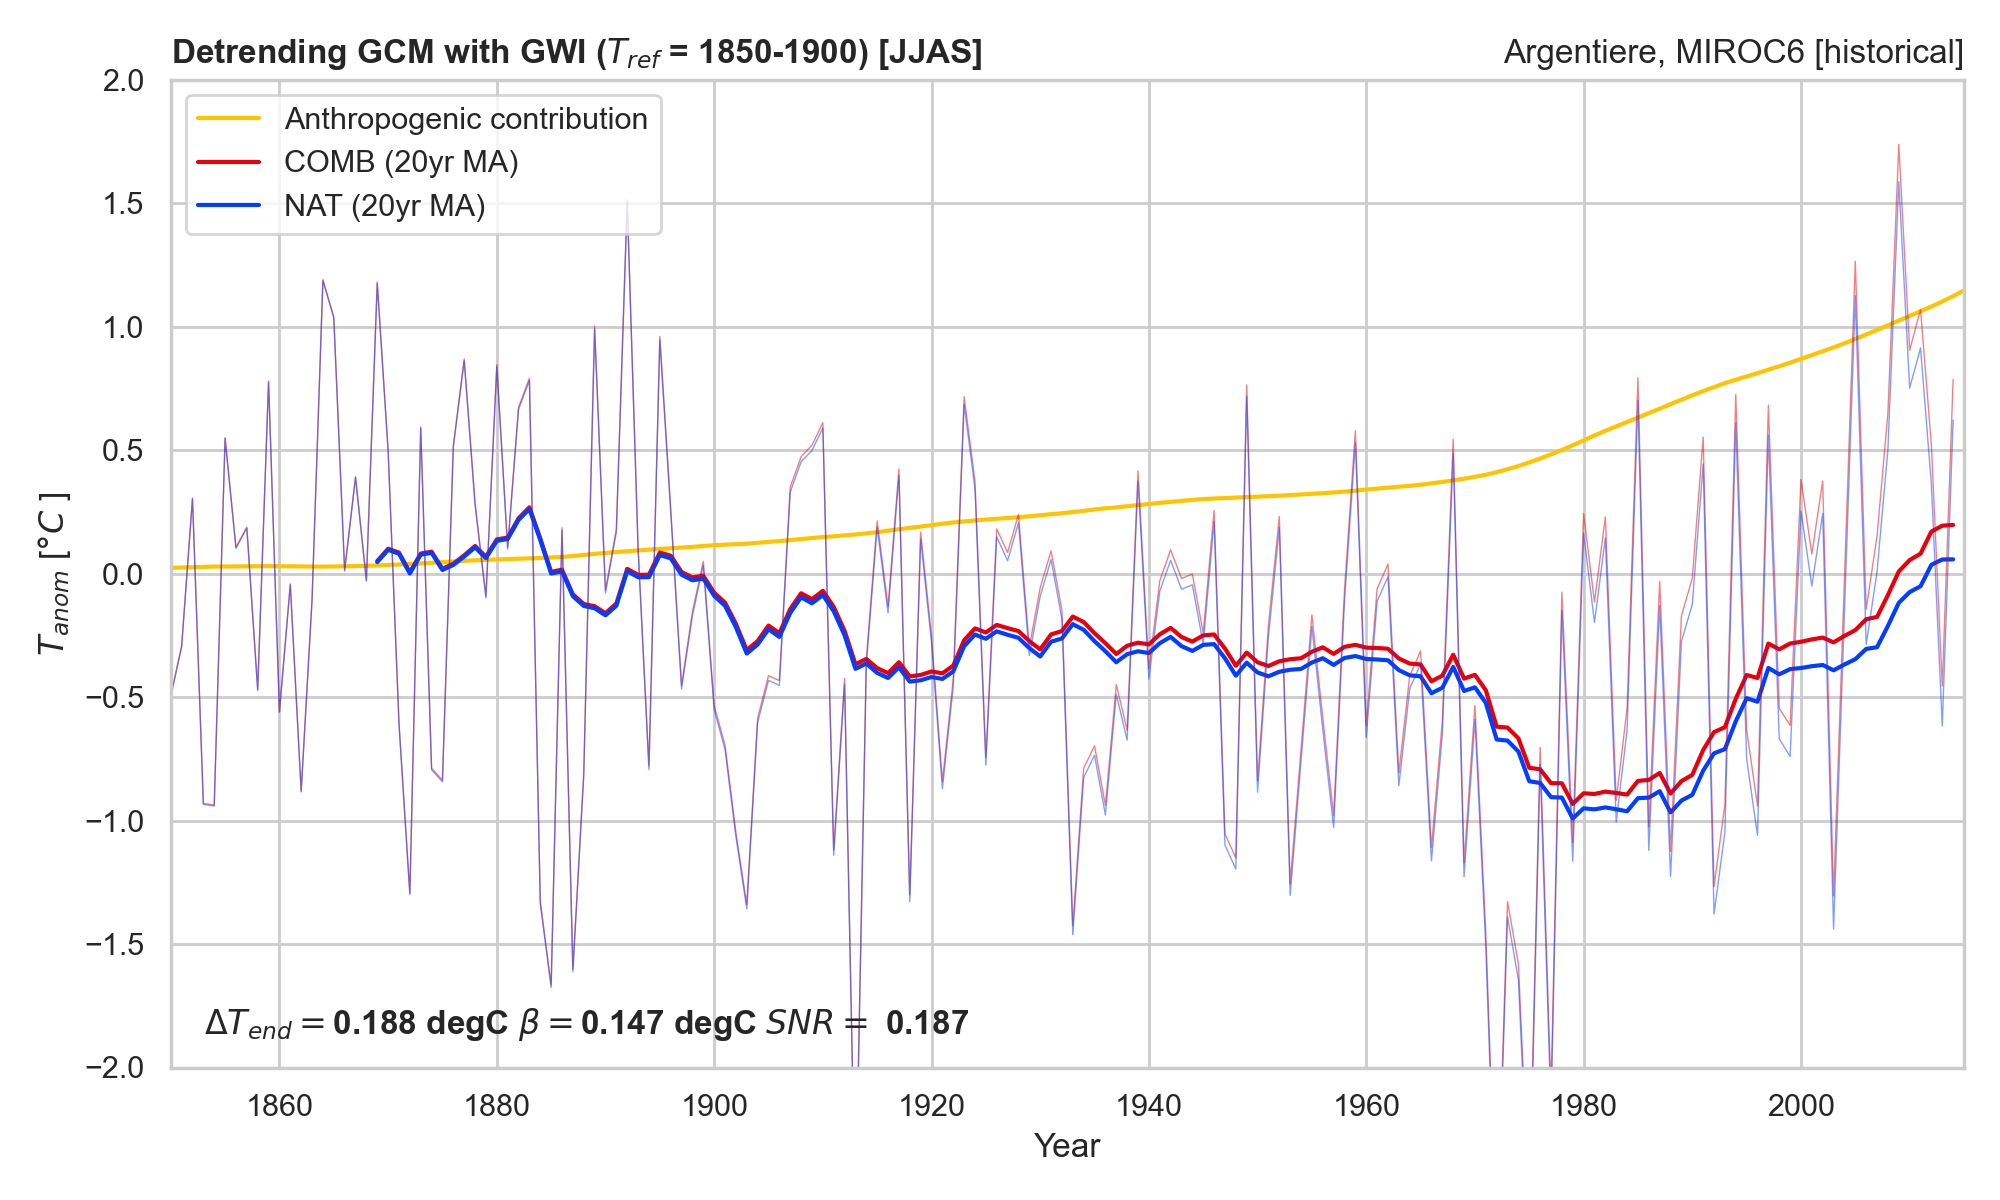 Detrending GCM with GWI (T_ref = 1850-1900) [JJAS]
Argentiere, MIROC6 [historical]
2.0
1.5
1.0
0.5
0.0
−0.5
−1.0
−1.5
−2.0
T_anom [°C]
Anthropogenic contribution
COMB (20yr MA)
NAT (20yr MA)
ΔT_end = 0.188 degC β = 0.147 degC SNR = 0.187
1860 1880 1900 1920 1940 1960 1980 2000
Year